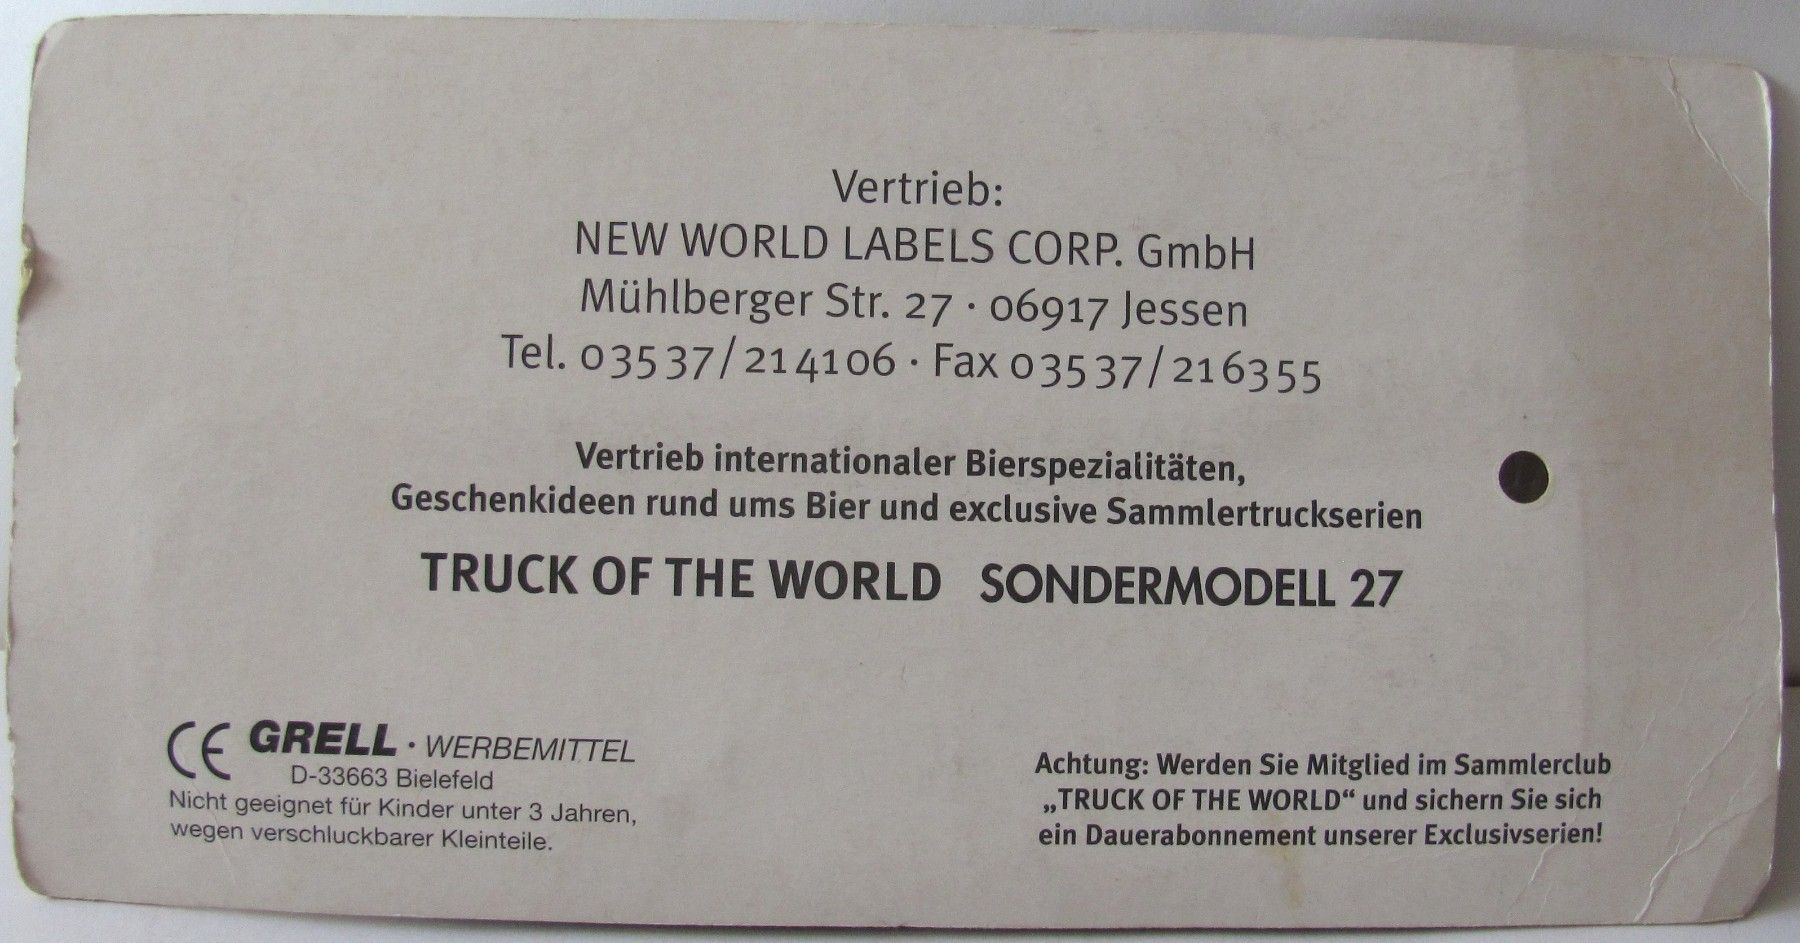 Vertrieb:
NEW WORLD LABELS CORP. GmbH
Mühlberger Str. 27 · 06917 Jessen
Tel. 03537/214106 · Fax 03537/216355
Vertrieb internationaler Bierspezialitäten,
Geschenkideen rund ums Bier und exclusive Sammlertruckserien
TRUCK OF THE WORLD SONDERMODELL 27
CE GRELL · WERBEMITTEL
D-33663 Bielefeld
Nicht geeignet für Kinder unter 3 Jahren,
wegen verschluckbarer Kleinteile.
Achtung: Werden Sie Mitglied im Sammlerclub
„TRUCK OF THE WORLD“ und sichern Sie sich
ein Dauerabonnement unserer Exclusivserien!